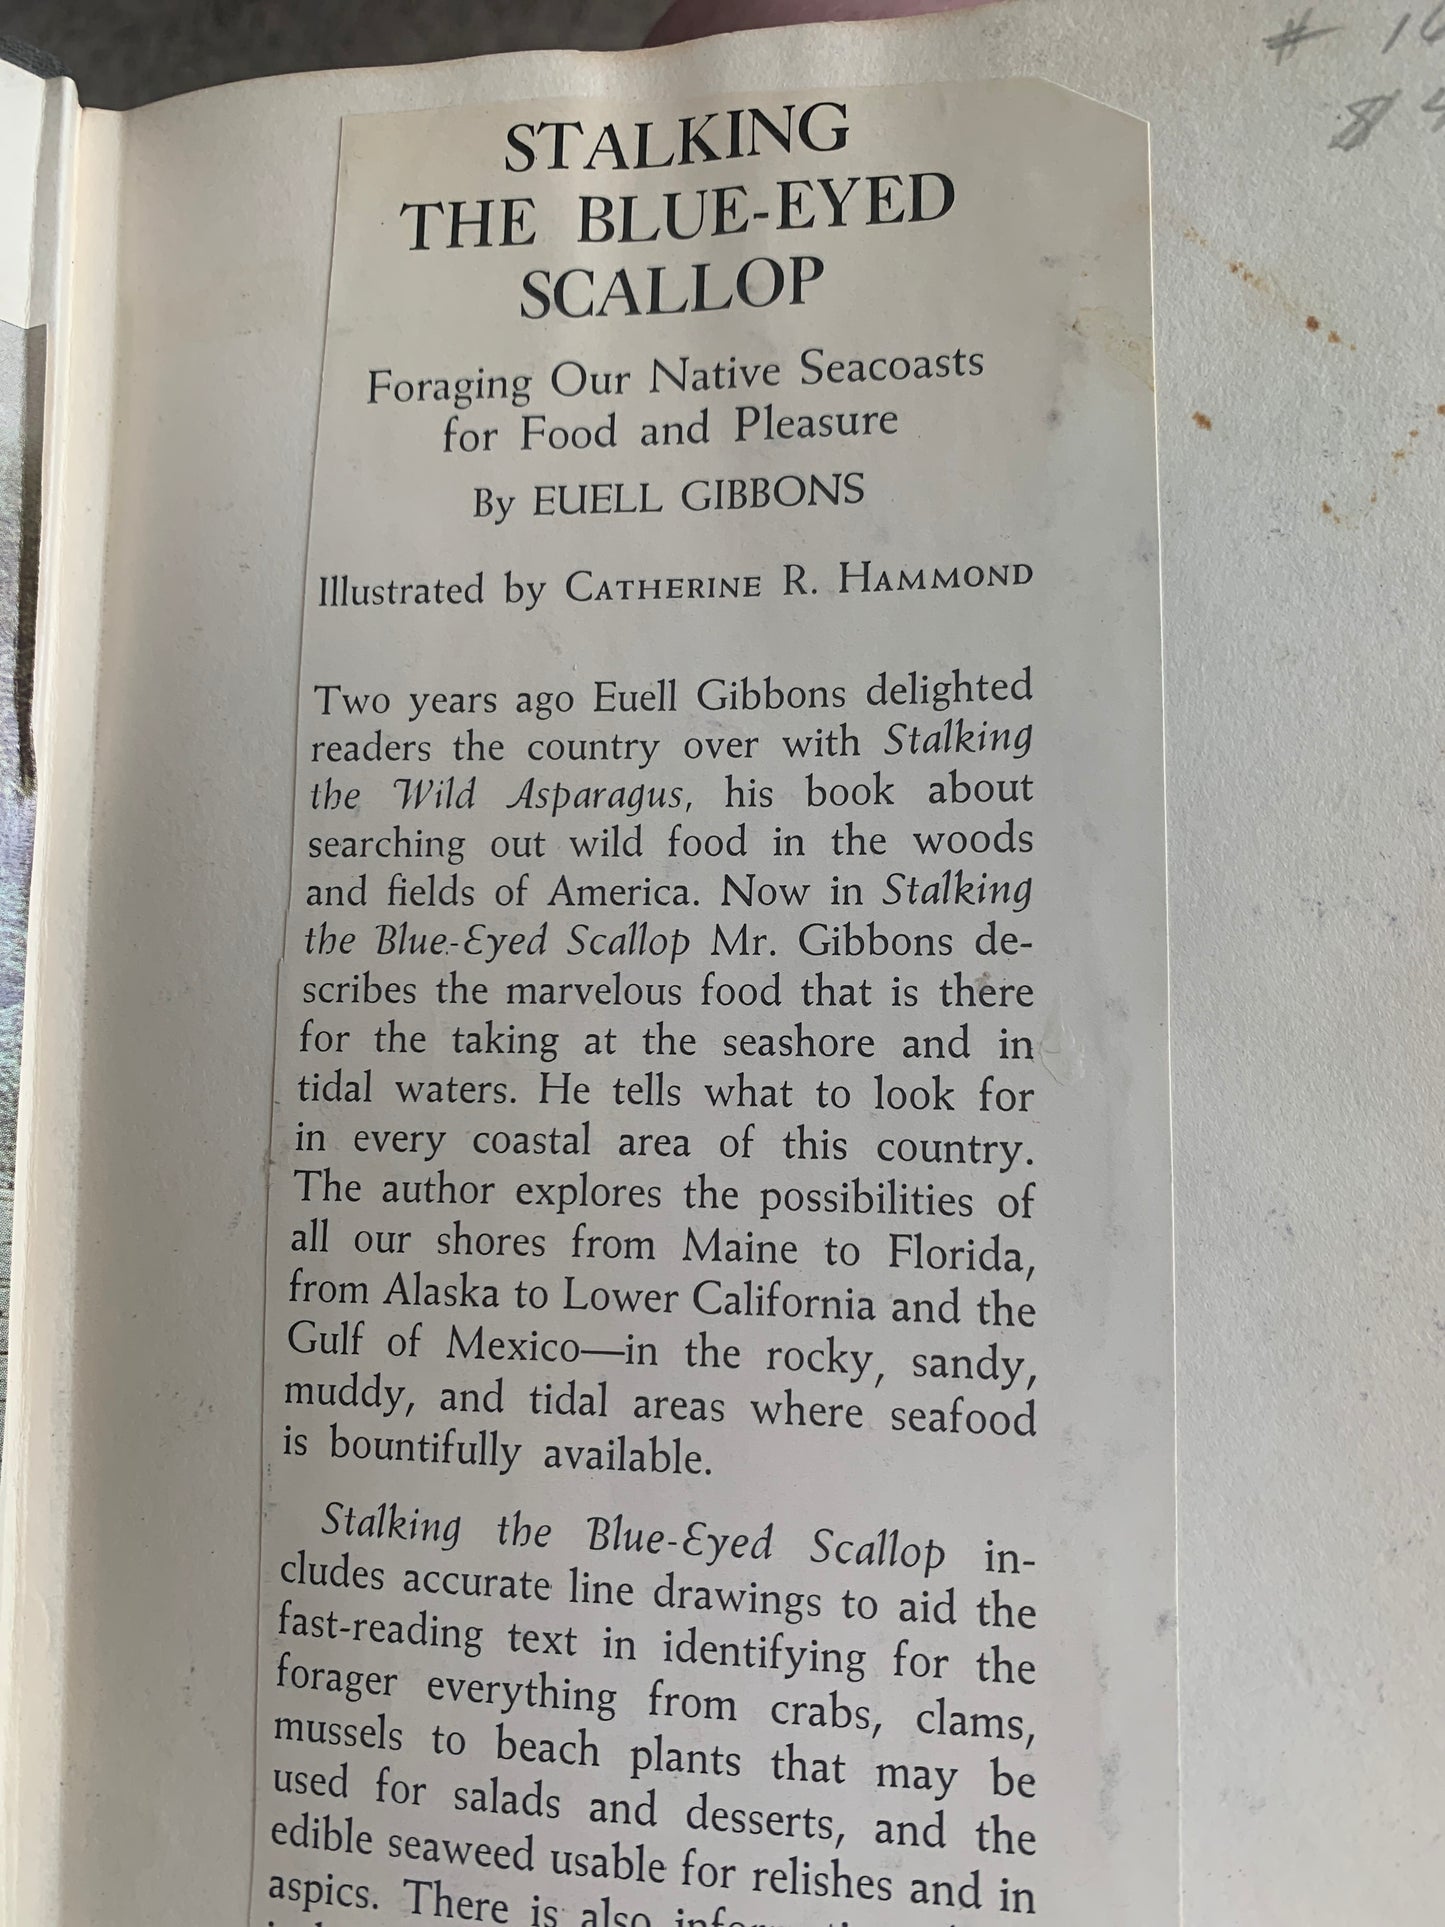 # 1
$ 4
STALKING
THE BLUE-EYED
SCALLOP
Foraging Our Native Seacoasts
for Food and Pleasure
By EUELL GIBBONS
Illustrated by CATHERINE R. HAMMOND
Two years ago Euell Gibbons delighted
readers the country over with Stalking
the Wild Asparagus, his book about
searching out wild food in the woods
and fields of America. Now in Stalking
the Blue-Eyed Scallop Mr. Gibbons de-
scribes the marvelous food that is there
for the taking at the seashore and in
tidal waters. He tells what to look for
in every coastal area of this country.
The author explores the possibilities of
all our shores from Maine to Florida,
from Alaska to Lower California and the
Gulf of Mexico—in the rocky, sandy,
muddy, and tidal areas where seafood
is bountifully available.
Stalking the Blue-Eyed Scallop in-
cludes accurate line drawings to aid the
fast-reading text in identifying for the
forager everything from crabs, clams,
mussels to beach plants that may be
used for salads and desserts, and the
edible seaweed usable for relishes and in
aspics. There is also